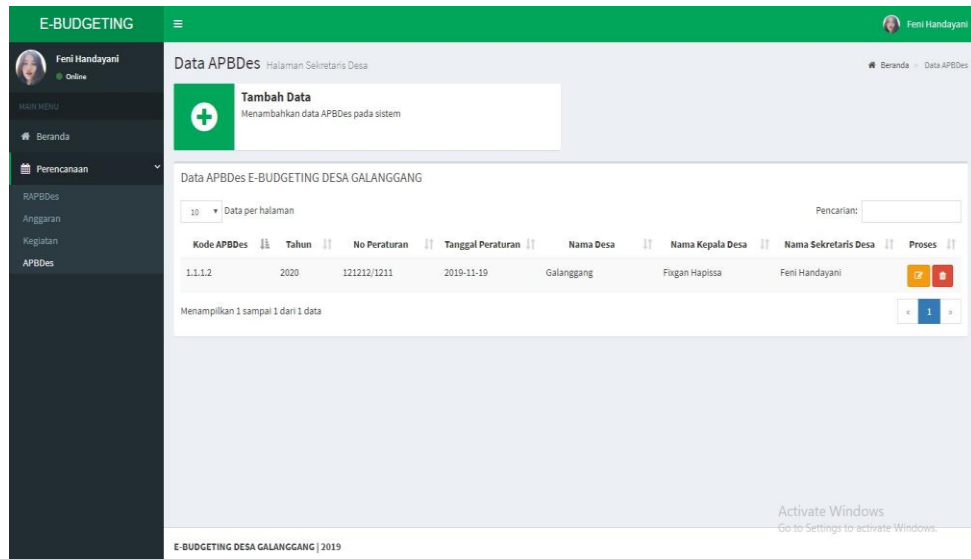 E-BUDGETING
Feni Handayani
Feni Handayani
Online
MAIN MENU
Beranda
Perencanaan
RAPBDes
Anggaran
Kegiatan
APBDes
Data APBDes Halaman Sekretaris Desa
Beranda Data APBDes
Tambah Data
Menambahkan data APBDes pada sistem
Data APBDes E-BUDGETING DESA GALANGGANG
10 Data per halaman
Pencarian:
Kode APBDes Tahun No Peraturan Tanggal Peraturan Nama Desa Nama Kepala Desa Nama Sekretaris Desa Proses
1.1.1.2 2020 121212/1211 2019-11-19 Galanggang Fixgan Hapissa Feni Handayani
Menampilkan 1 sampai 1 dari 1 data
« 1 »
Activate Windows
Go to Settings to activate Windows.
E-BUDGETING DESA GALANGGANG | 2019